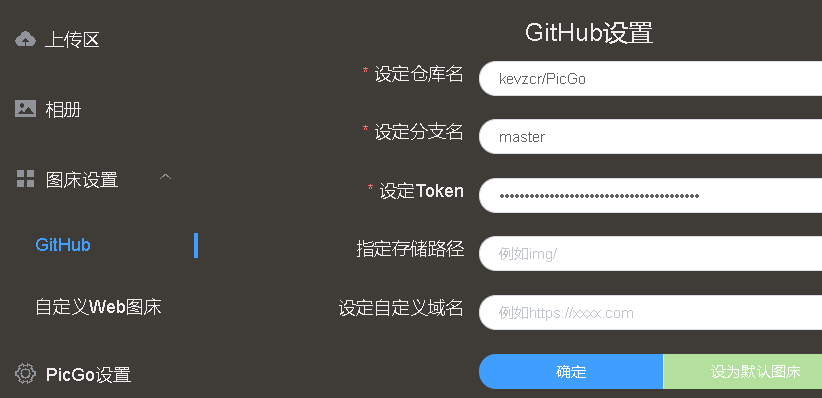 上传区
相册
图床设置
GitHub
自定义Web图床
PicGo设置
GitHub设置
* 设定仓库名 kevzcr/PicGo
* 设定分支名 master
* 设定Token ••••••••••••••••••••••••••••••••••••••••
指定存储路径 例如img/
设定自定义域名 例如https://xxxx.com
确定 设为默认图床